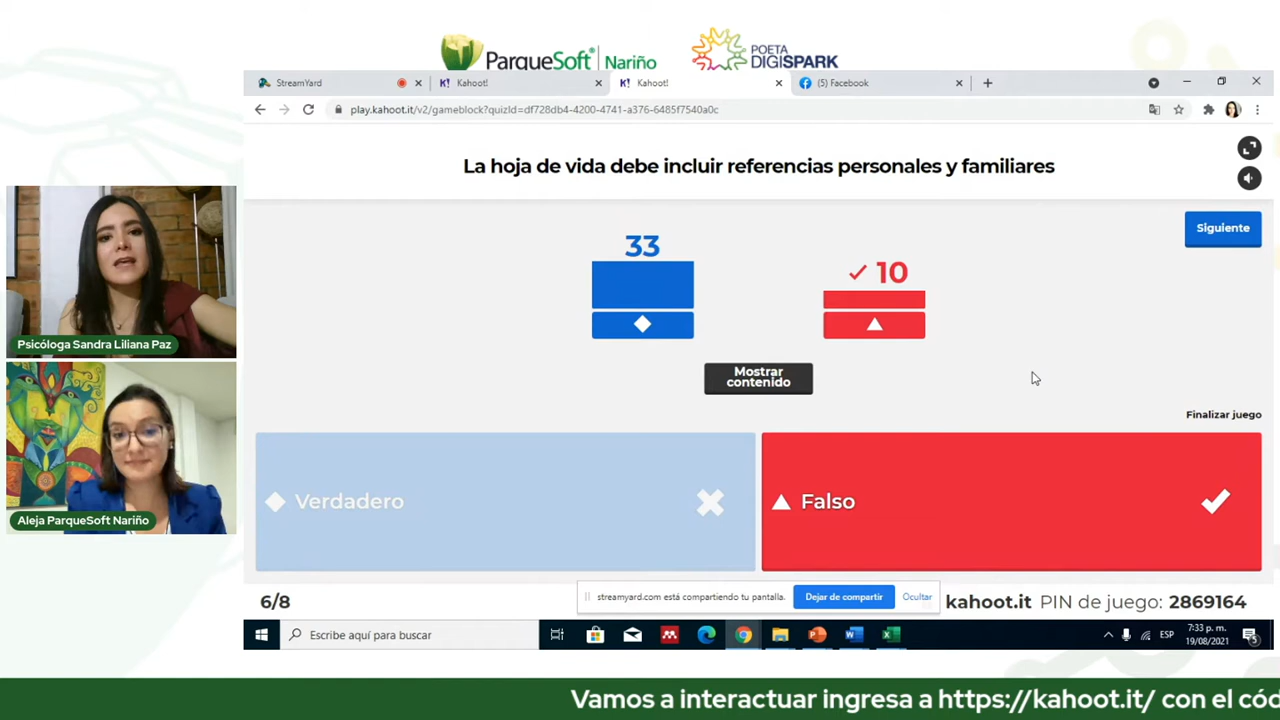 ParqueSoft Nariño
POETA
DIGISPARK
StreamYard
Kahoot!
Kahoot!
(5) Facebook
play.kahoot.it/v2/gameblock?quizId=df728db4-4200-4741-a376-6485f7540a0c
La hoja de vida debe incluir referencias personales y familiares
Siguiente
33
10
Mostrar
contenido
Finalizar juego
Psicóloga Sandra Liliana Paz
Aleja ParqueSoft Nariño
Verdadero
Falso
6/8
streamyard.com está compartiendo tu pantalla.
Dejar de compartir
Ocultar
kahoot.it PIN de juego: 2869164
Escribe aquí para buscar
ESP
7:33 p. m.
19/08/2021
Vamos a interactuar ingresa a https://kahoot.it/ con el cód